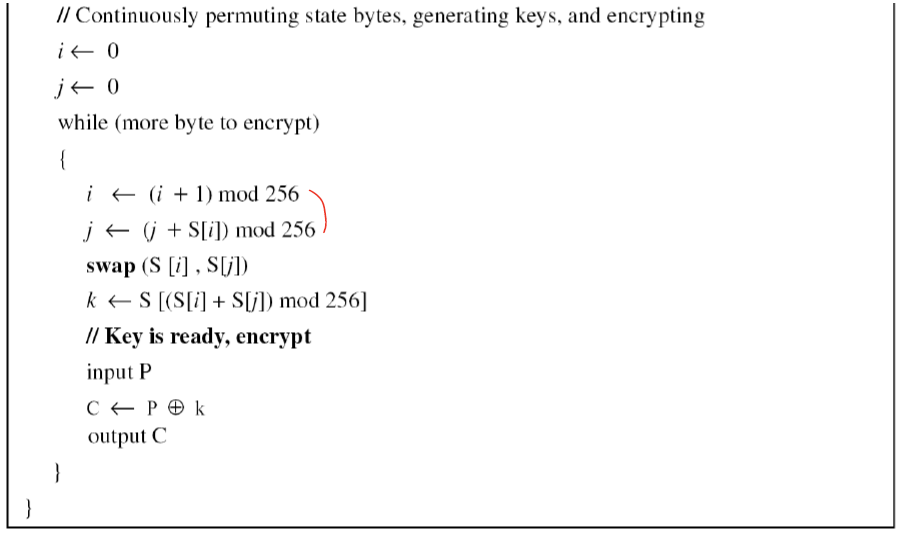 // Continuously permuting state bytes, generating keys, and encrypting
i ← 0
j ← 0
while (more byte to encrypt)
{
i ← (i + 1) mod 256
j ← (j + S[i]) mod 256
swap (S [i] , S[j])
k ← S [(S[i] + S[j]) mod 256]
// Key is ready, encrypt
input P
C ← P ⊕ k
output C
}
}